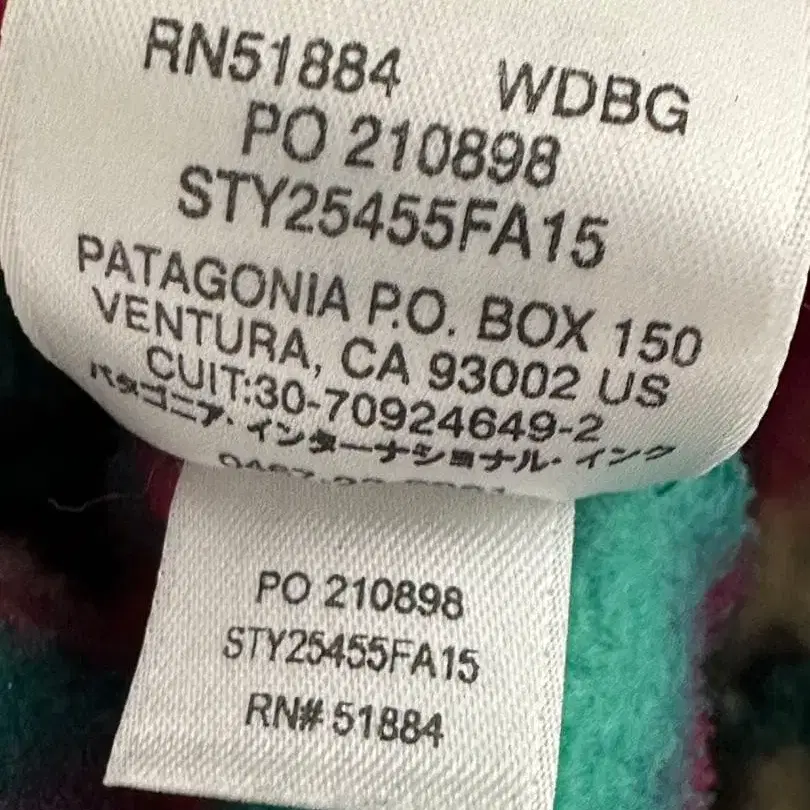 RN51884 WDBG
PO 210898
STY25455FA15
PATAGONIA P.O. BOX 150
VENTURA, CA 93002 US
CUIT:30-70924649-2
パタゴニア・インターナショナル・インク
PO 210898
STY25455FA15
RN# 51884